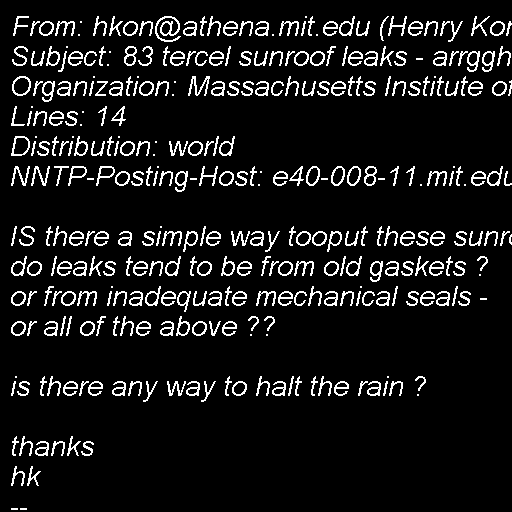 From: hkon@athena.mit.edu (Henry Kon
Subject: 83 tercel sunroof leaks - arrggh
Organization: Massachusetts Institute of
Lines: 14
Distribution: world
NNTP-Posting-Host: e40-008-11.mit.edu
IS there a simple way tooput these sunro
do leaks tend to be from old gaskets ?
or from inadequate mechanical seals -
or all of the above ??
is there any way to halt the rain ?
thanks
hk
--